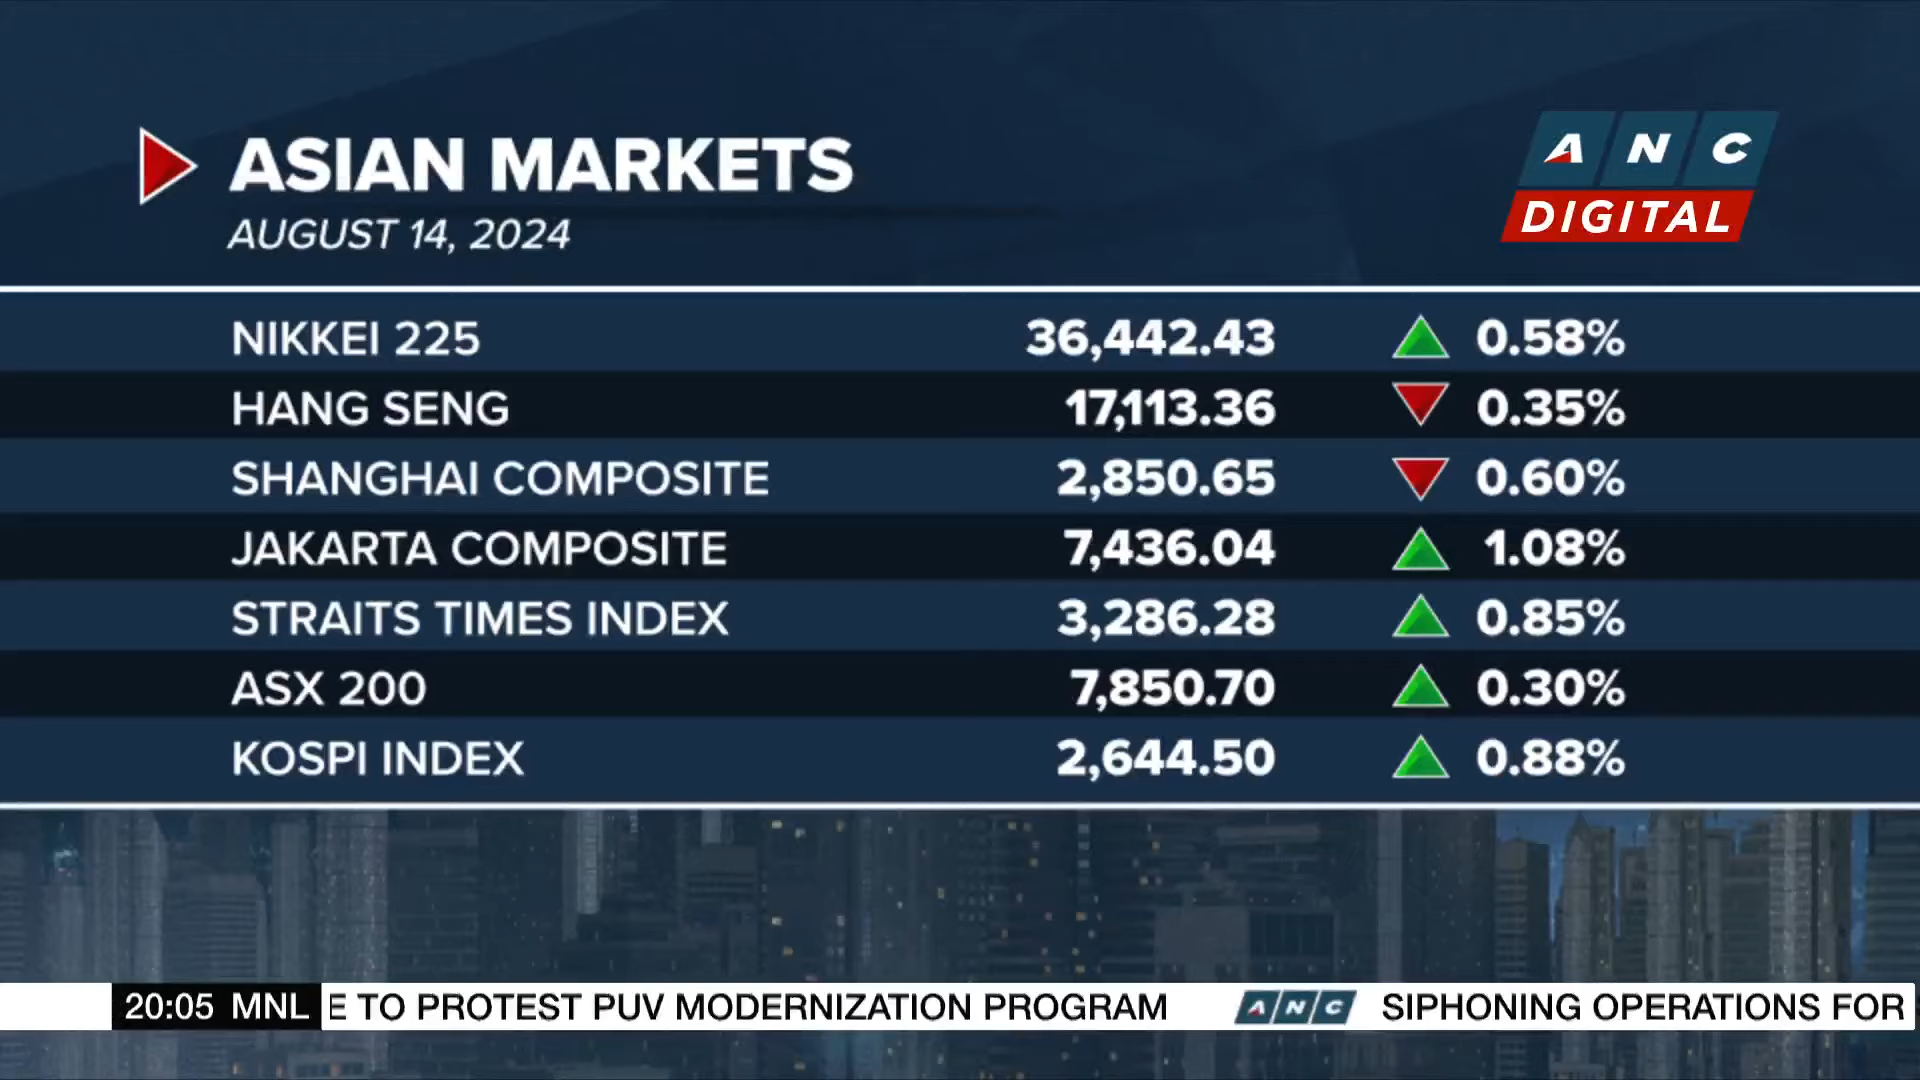 ASIAN MARKETS
AUGUST 14, 2024
ANC
DIGITAL
NIKKEI 225 36,442.43 0.58%
HANG SENG 17,113.36 0.35%
SHANGHAI COMPOSITE 2,850.65 0.60%
JAKARTA COMPOSITE 7,436.04 1.08%
STRAITS TIMES INDEX 3,286.28 0.85%
ASX 200 7,850.70 0.30%
KOSPI INDEX 2,644.50 0.88%
20:05 MNL E TO PROTEST PUV MODERNIZATION PROGRAM ANC SIPHONING OPERATIONS FOR